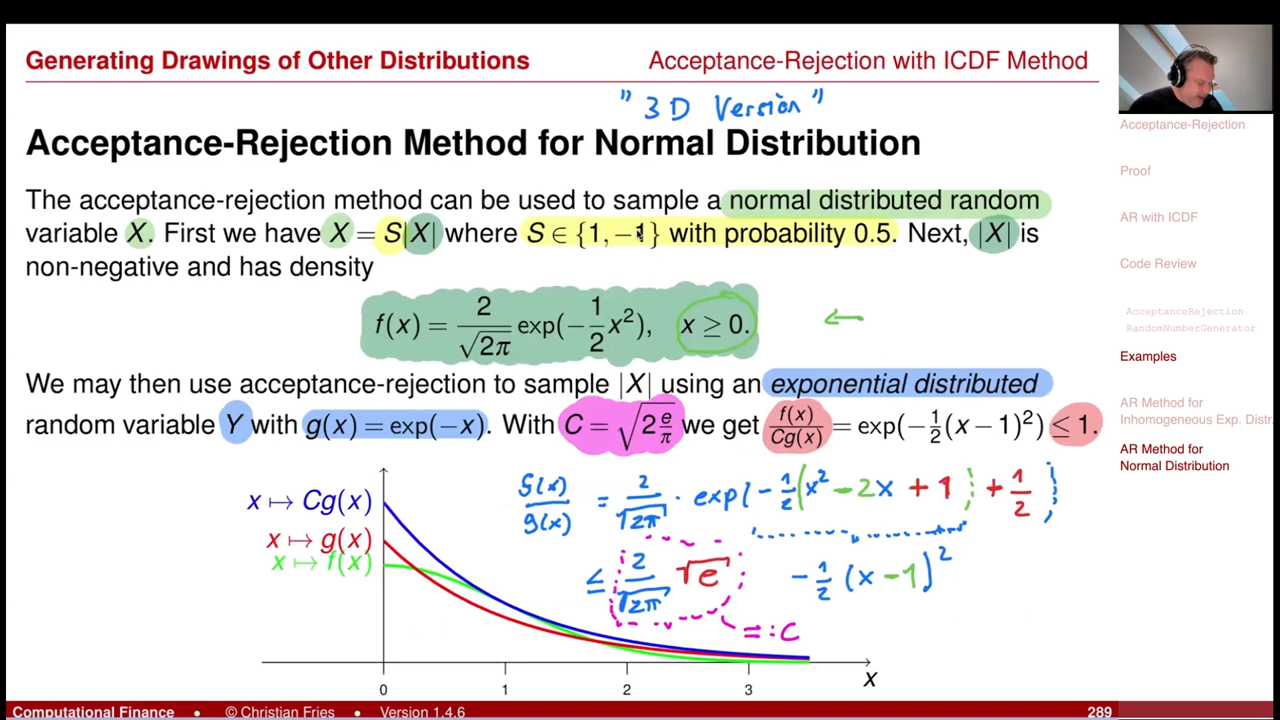 Generating Drawings of Other Distributions
Acceptance-Rejection with ICDF Method
" 3D Version "
Acceptance-Rejection Method for Normal Distribution
The acceptance-rejection method can be used to sample a normal distributed random
variable X. First we have X = S|X| where S ∈ {1, −1} with probability 0.5. Next, |X| is
non-negative and has density
f(x) = 2/√2π exp(−1/2 x²), x ≥ 0. ←
We may then use acceptance-rejection to sample |X| using an exponential distributed
random variable Y with g(x) = exp(−x). With C = √(2 e/π) we get f(x)/Cg(x) = exp(−1/2(x − 1)²) ≤ 1.
f(x)/g(x) = 2/√2π · exp(−1/2(x² − 2x + 1) + 1/2)
≤ 2/√2π √e
−1/2 (x − 1)²
=: C
x ↦ Cg(x)
x ↦ g(x)
x ↦ f(x)
0 1 2 3 x
Acceptance-Rejection
Proof
AR with ICDF
Code Review
AcceptanceRejection
RandomNumberGenerator
Examples
AR Method for
Inhomogeneous Exp. Distr
AR Method for
Normal Distribution
Computational Finance • © Christian Fries • Version 1.4.6 289